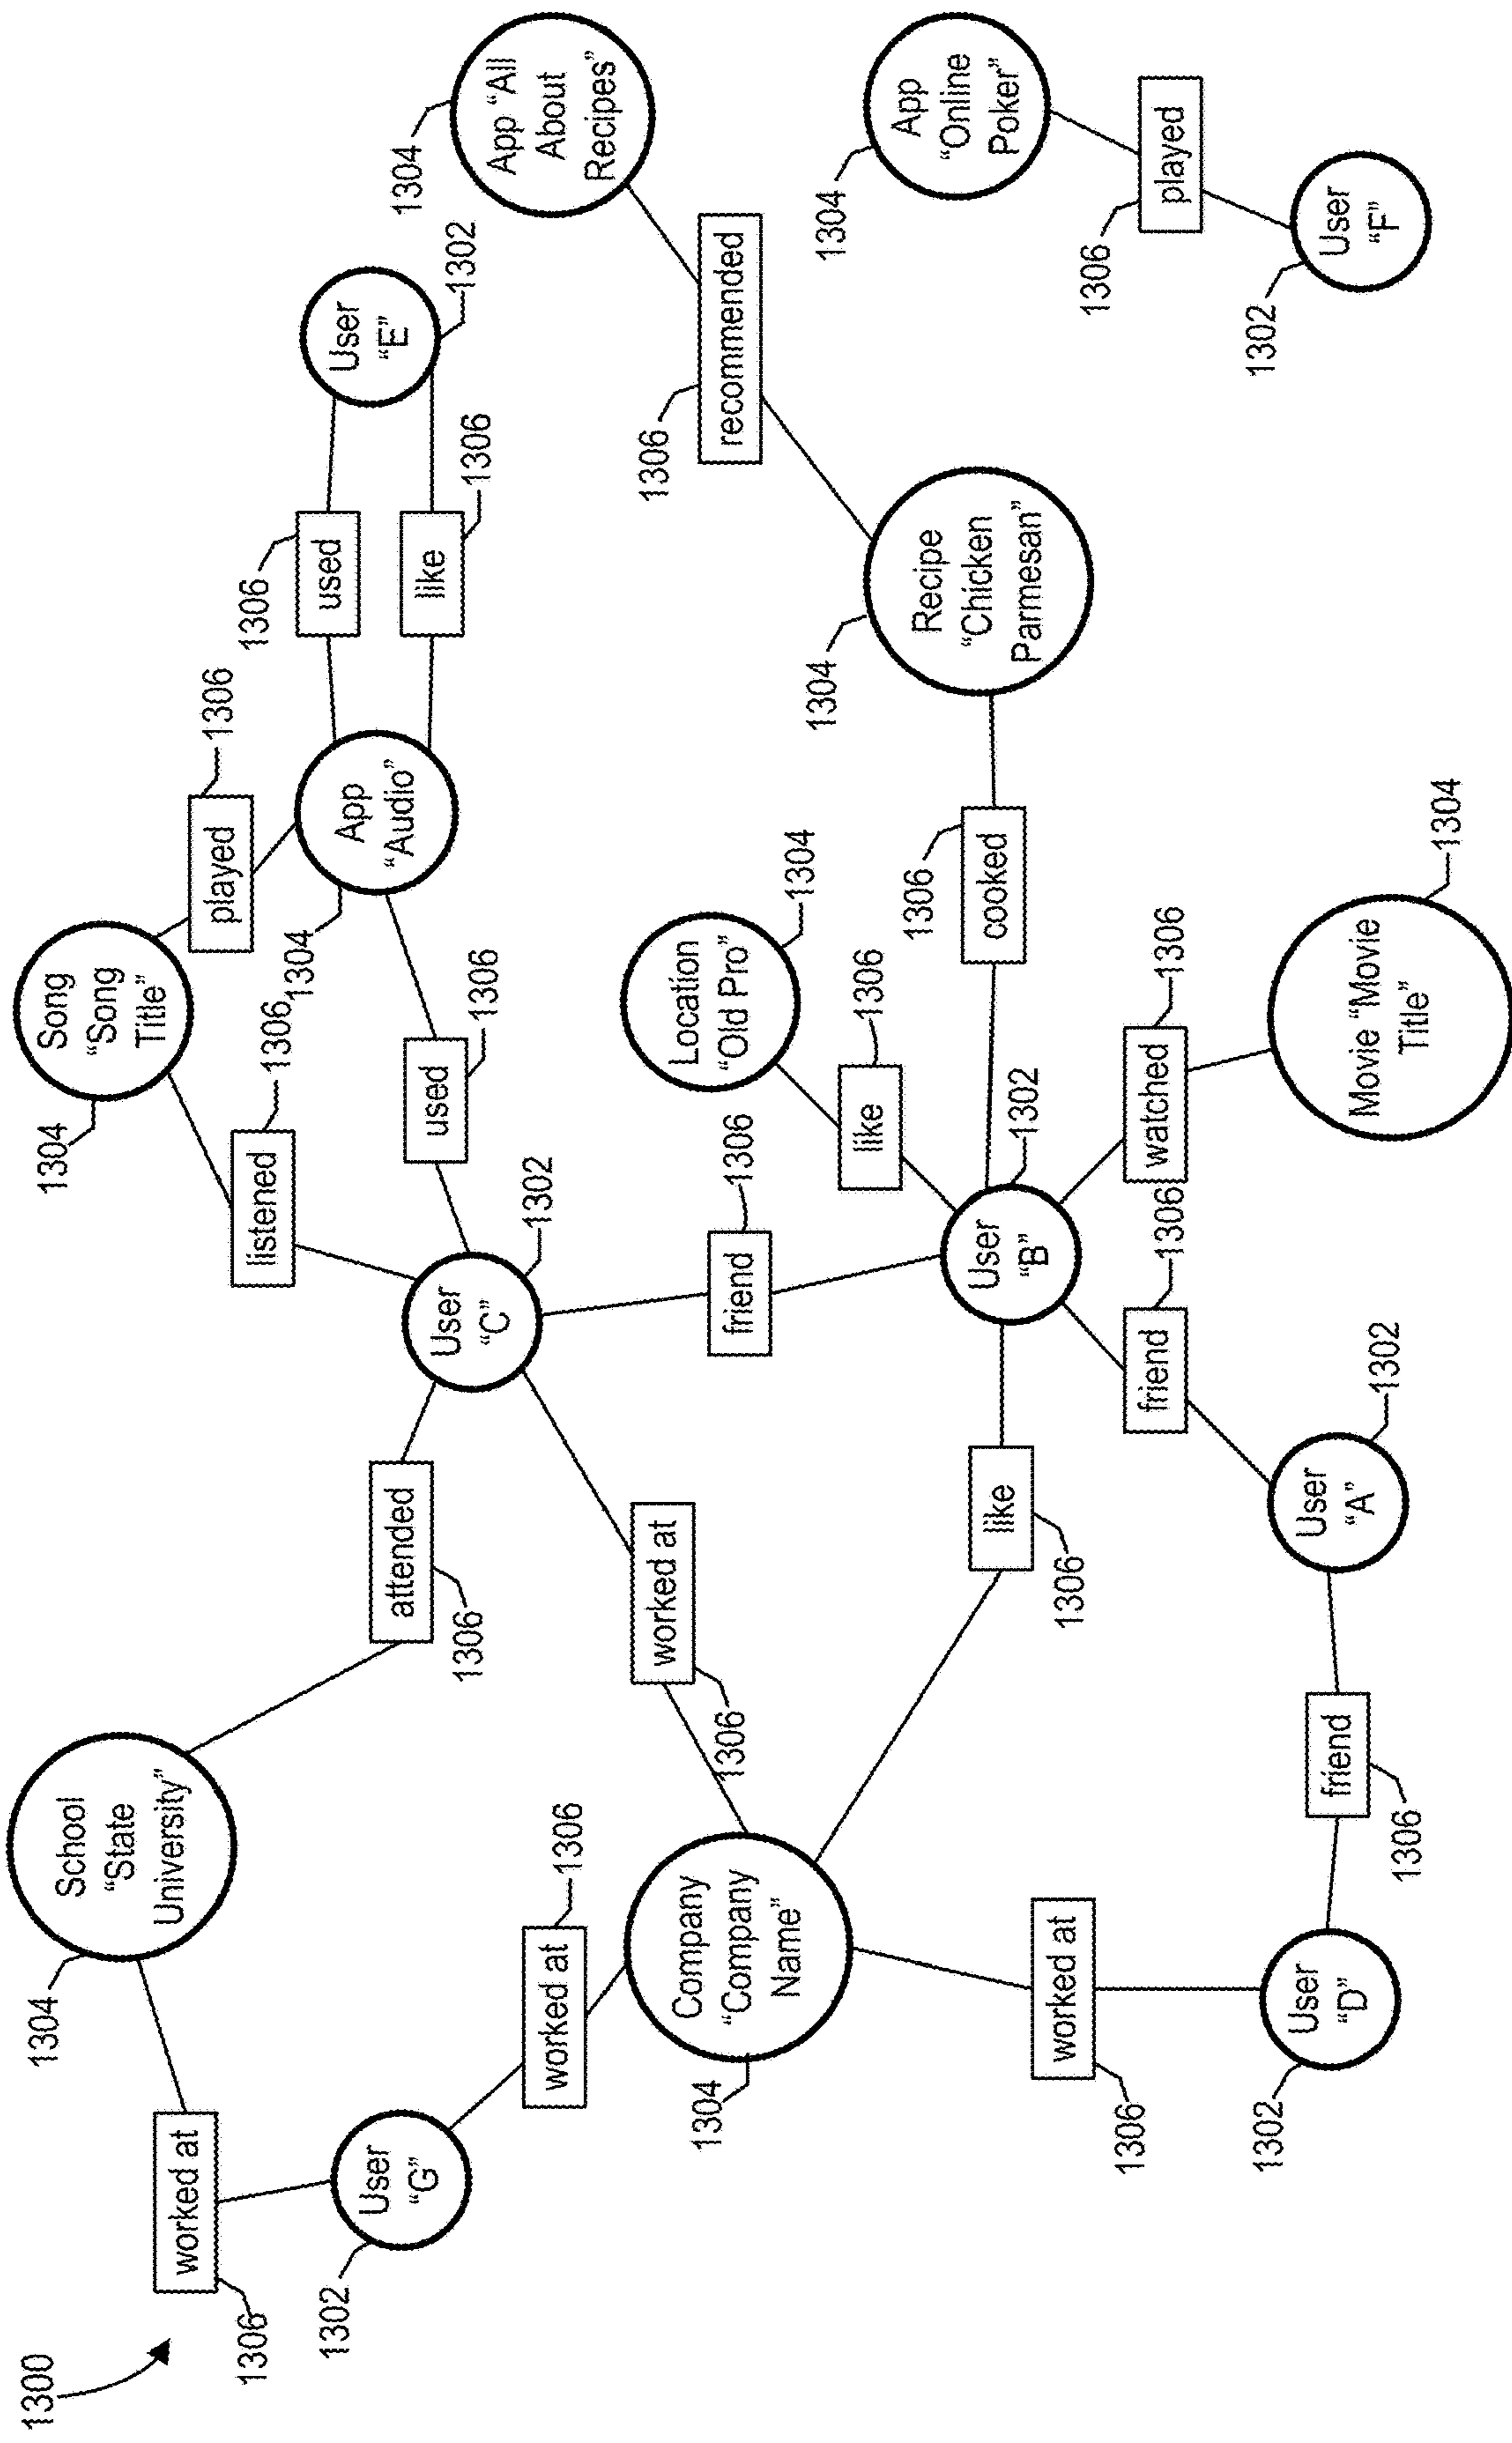 1300
1304
School
“State
University”
1304
Song
“Song
Title”
worked at
1306
played
1306
listened
1306
1304
1306
used
1306
User
“E”
1302
User
“G”
1302
attended
1306
App
“Audio”
like
1306
1304
App “All
About
Recipes”
User
“C”
1302
used
1306
worked at
1306
worked at
1306
1306
recommended
Company
“Company
Name”
1304
friend
1306
Location
“Old Pro”
1304
like
1306
1304
Recipe
“Chicken
Parmesan”
1304
App
“Online
Poker”
1306
cooked
like
1306
User
“B”
1302
worked at
1306
friend
1306
watched
1306
1306
played
1302
User
“D”
friend
1306
User
“A”
1302
Movie “Movie
Title”
1304
1302
User
“F”